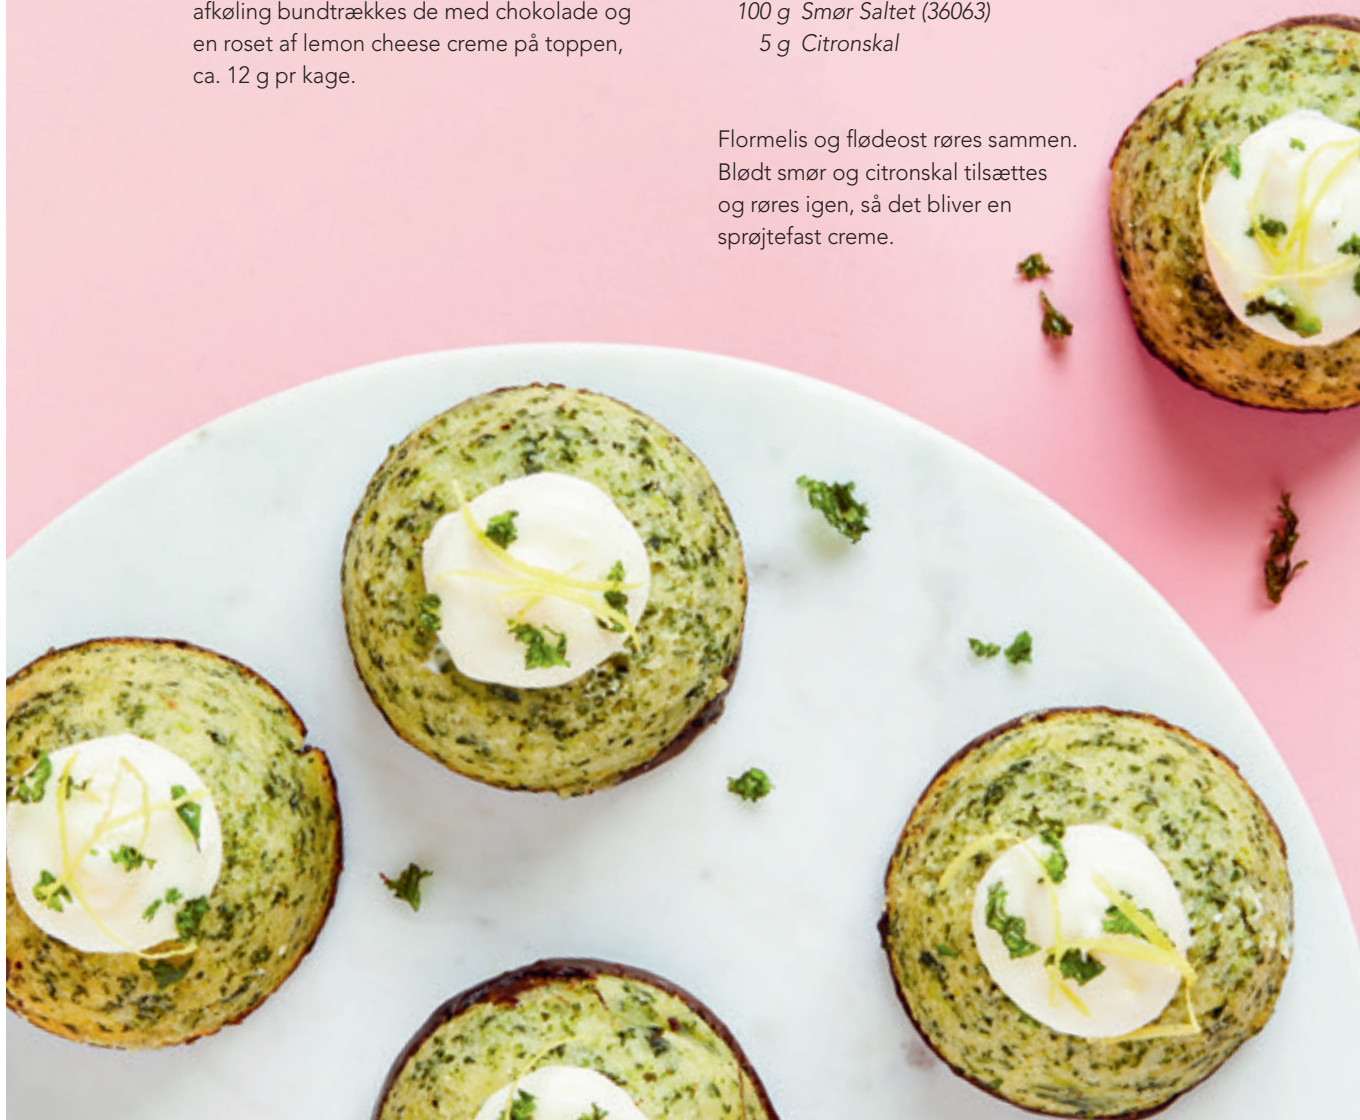 afkøling bundtrækkes de med chokolade og
en roset af lemon cheese creme på toppen,
ca. 12 g pr kage.
100 g Smør Saltet (36063)
5 g Citronskal
Flormelis og flødeost røres sammen.
Blødt smør og citronskal tilsættes
og røres igen, så det bliver en
sprøjtefast creme.